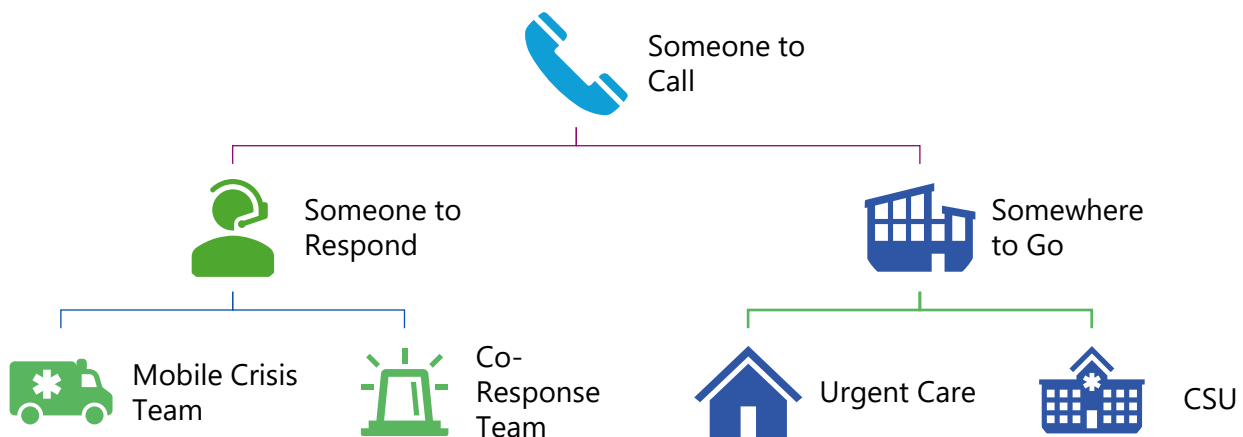 Someone to
Call
Someone to
Respond
Somewhere
to Go
Mobile Crisis
Team
Co-
Response
Team
Urgent Care
CSU